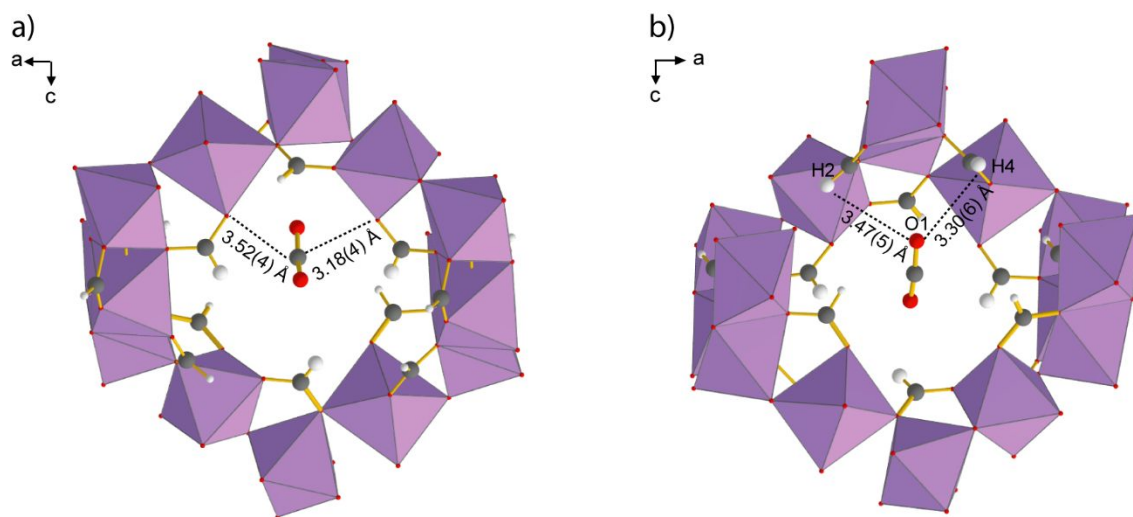 a)
a
c
3.52(4) Å
3.18(4) Å
b)
a
c
H2
H4
O1
3.47(5) Å
3.30(6) Å